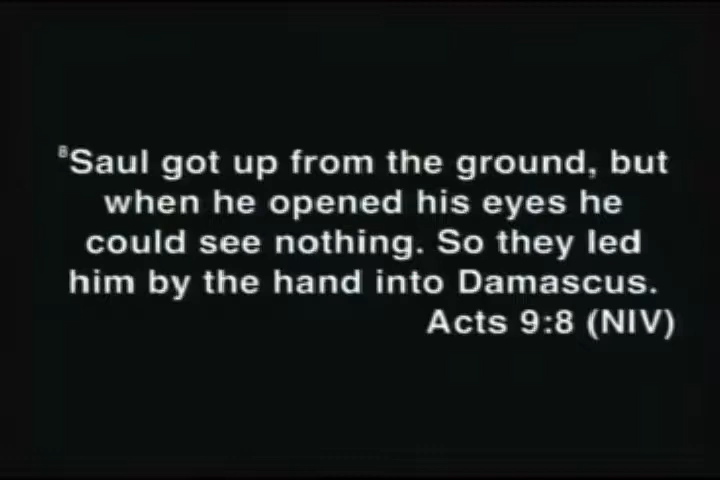 ⁸Saul got up from the ground, but
when he opened his eyes he
could see nothing. So they led
him by the hand into Damascus.
Acts 9:8 (NIV)